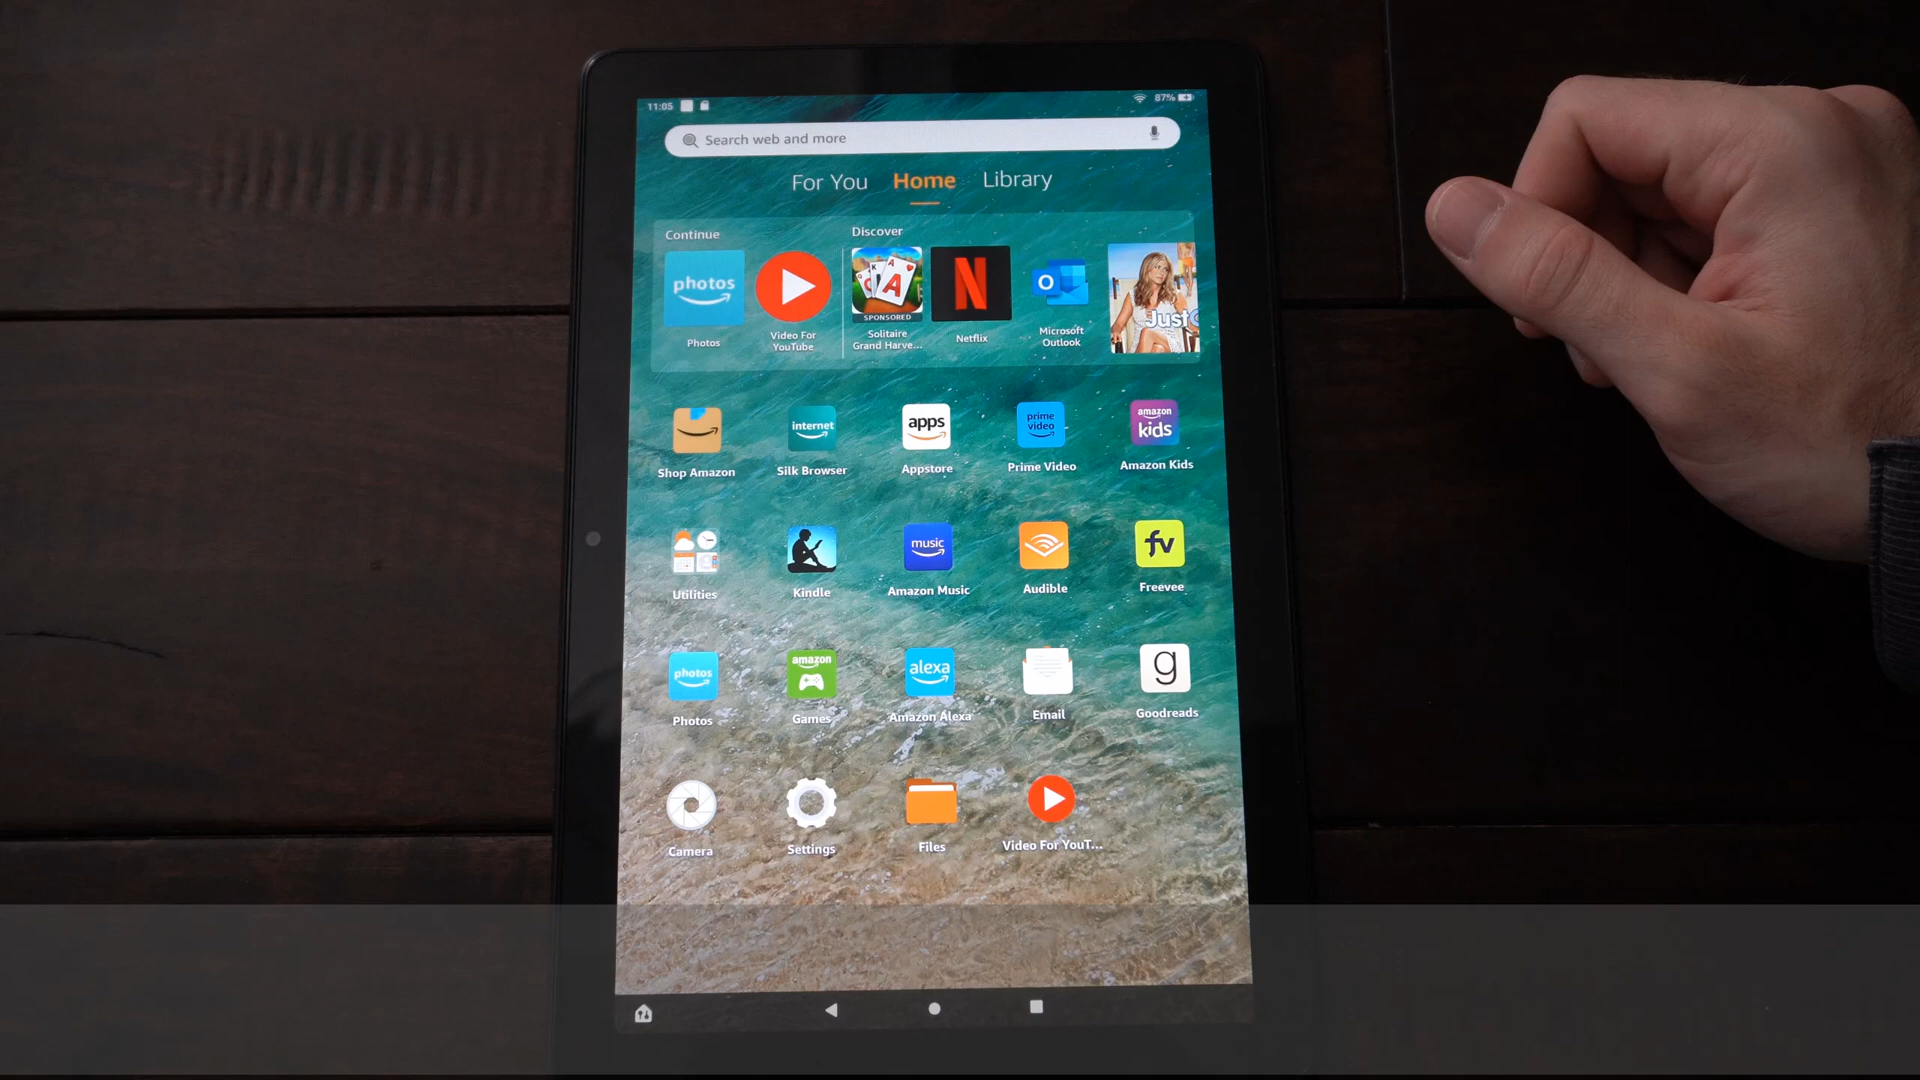 11:05
87%
Search web and more
For You Home Library
Continue
Discover
photos
Photos
Video For
YouTube
K A
A
SPONSORED
Solitaire
Grand Harve...
N
Netflix
O
Microsoft
Outlook
Just
Shop Amazon
internet
Silk Browser
apps
Appstore
prime
video
Prime Video
amazon
kids
Amazon Kids
Utilities
Kindle
music
Amazon Music
Audible
fv
Freevee
photos
Photos
amazon
Games
alexa
Amazon Alexa
Email
g
Goodreads
Camera
Settings
Files
Video For YouT...